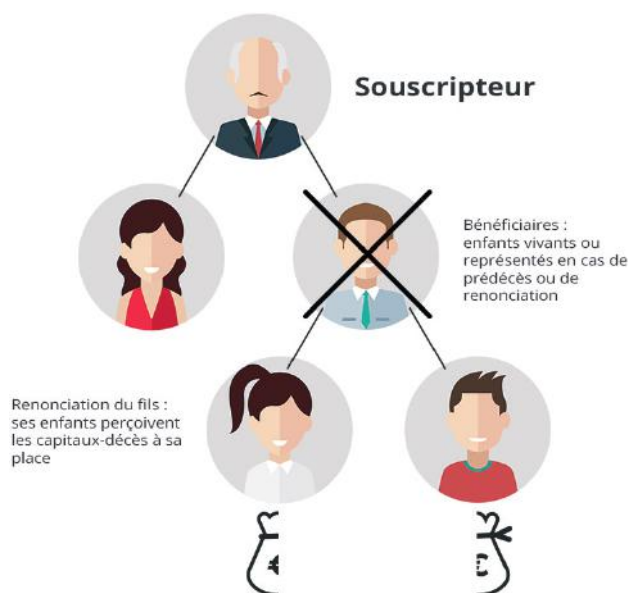 Souscripteur
Bénéficiaires :
enfants vivants ou
représentés en cas de
prédécès ou de
renonciation
Renonciation du fils :
ses enfants perçoivent
les capitaux-décès à sa
place
€
€